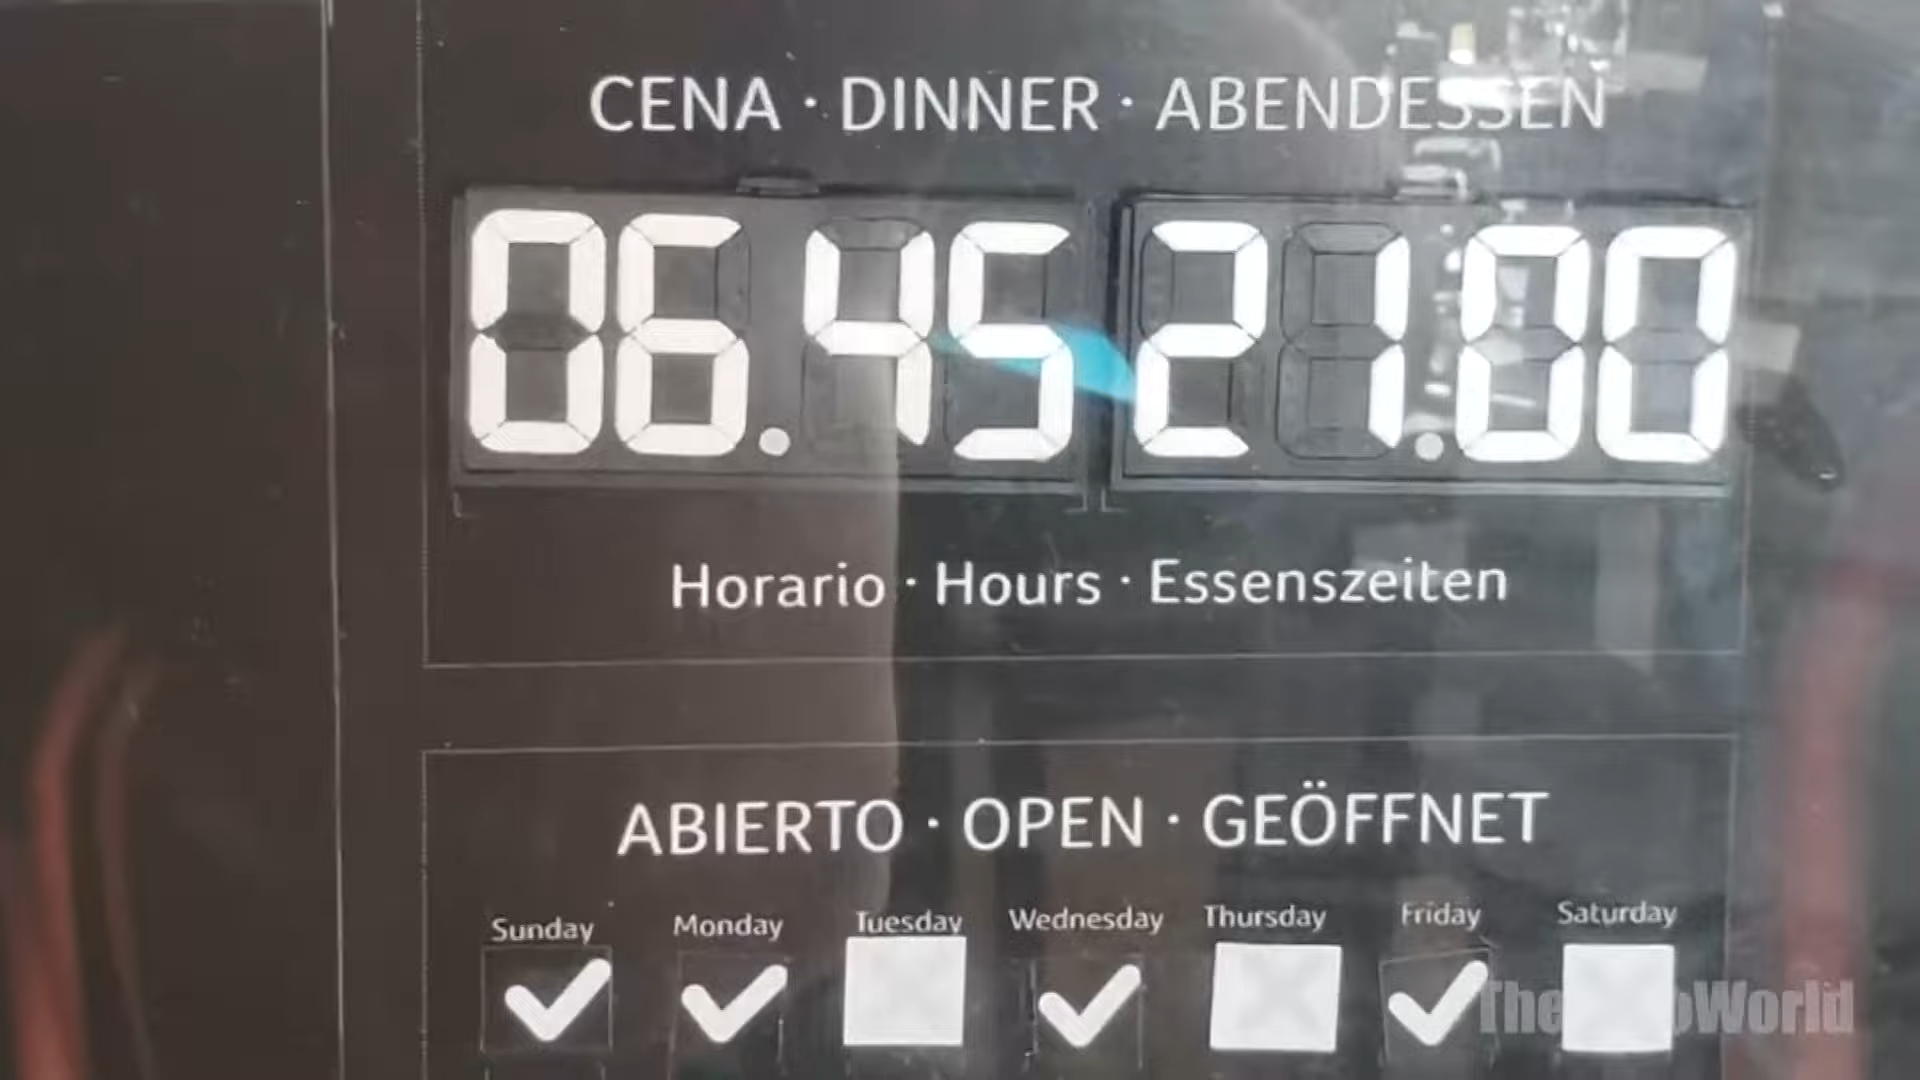 CENA · DINNER · ABENDESSEN
06.45 21.00
Horario · Hours · Essenszeiten
ABIERTO · OPEN · GEÖFFNET
Sunday Monday Tuesday Wednesday Thursday Friday Saturday